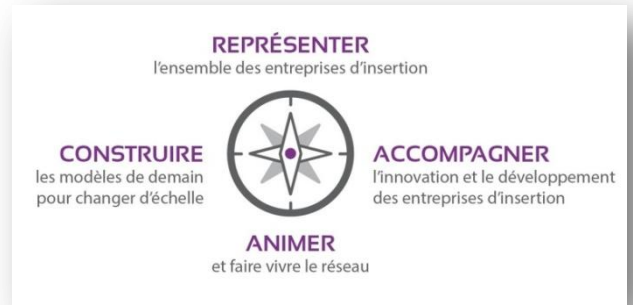 REPRÉSENTER
l'ensemble des entreprises d'insertion
CONSTRUIRE
les modèles de demain
pour changer d'échelle
ACCOMPAGNER
l'innovation et le développement
des entreprises d'insertion
ANIMER
et faire vivre le réseau